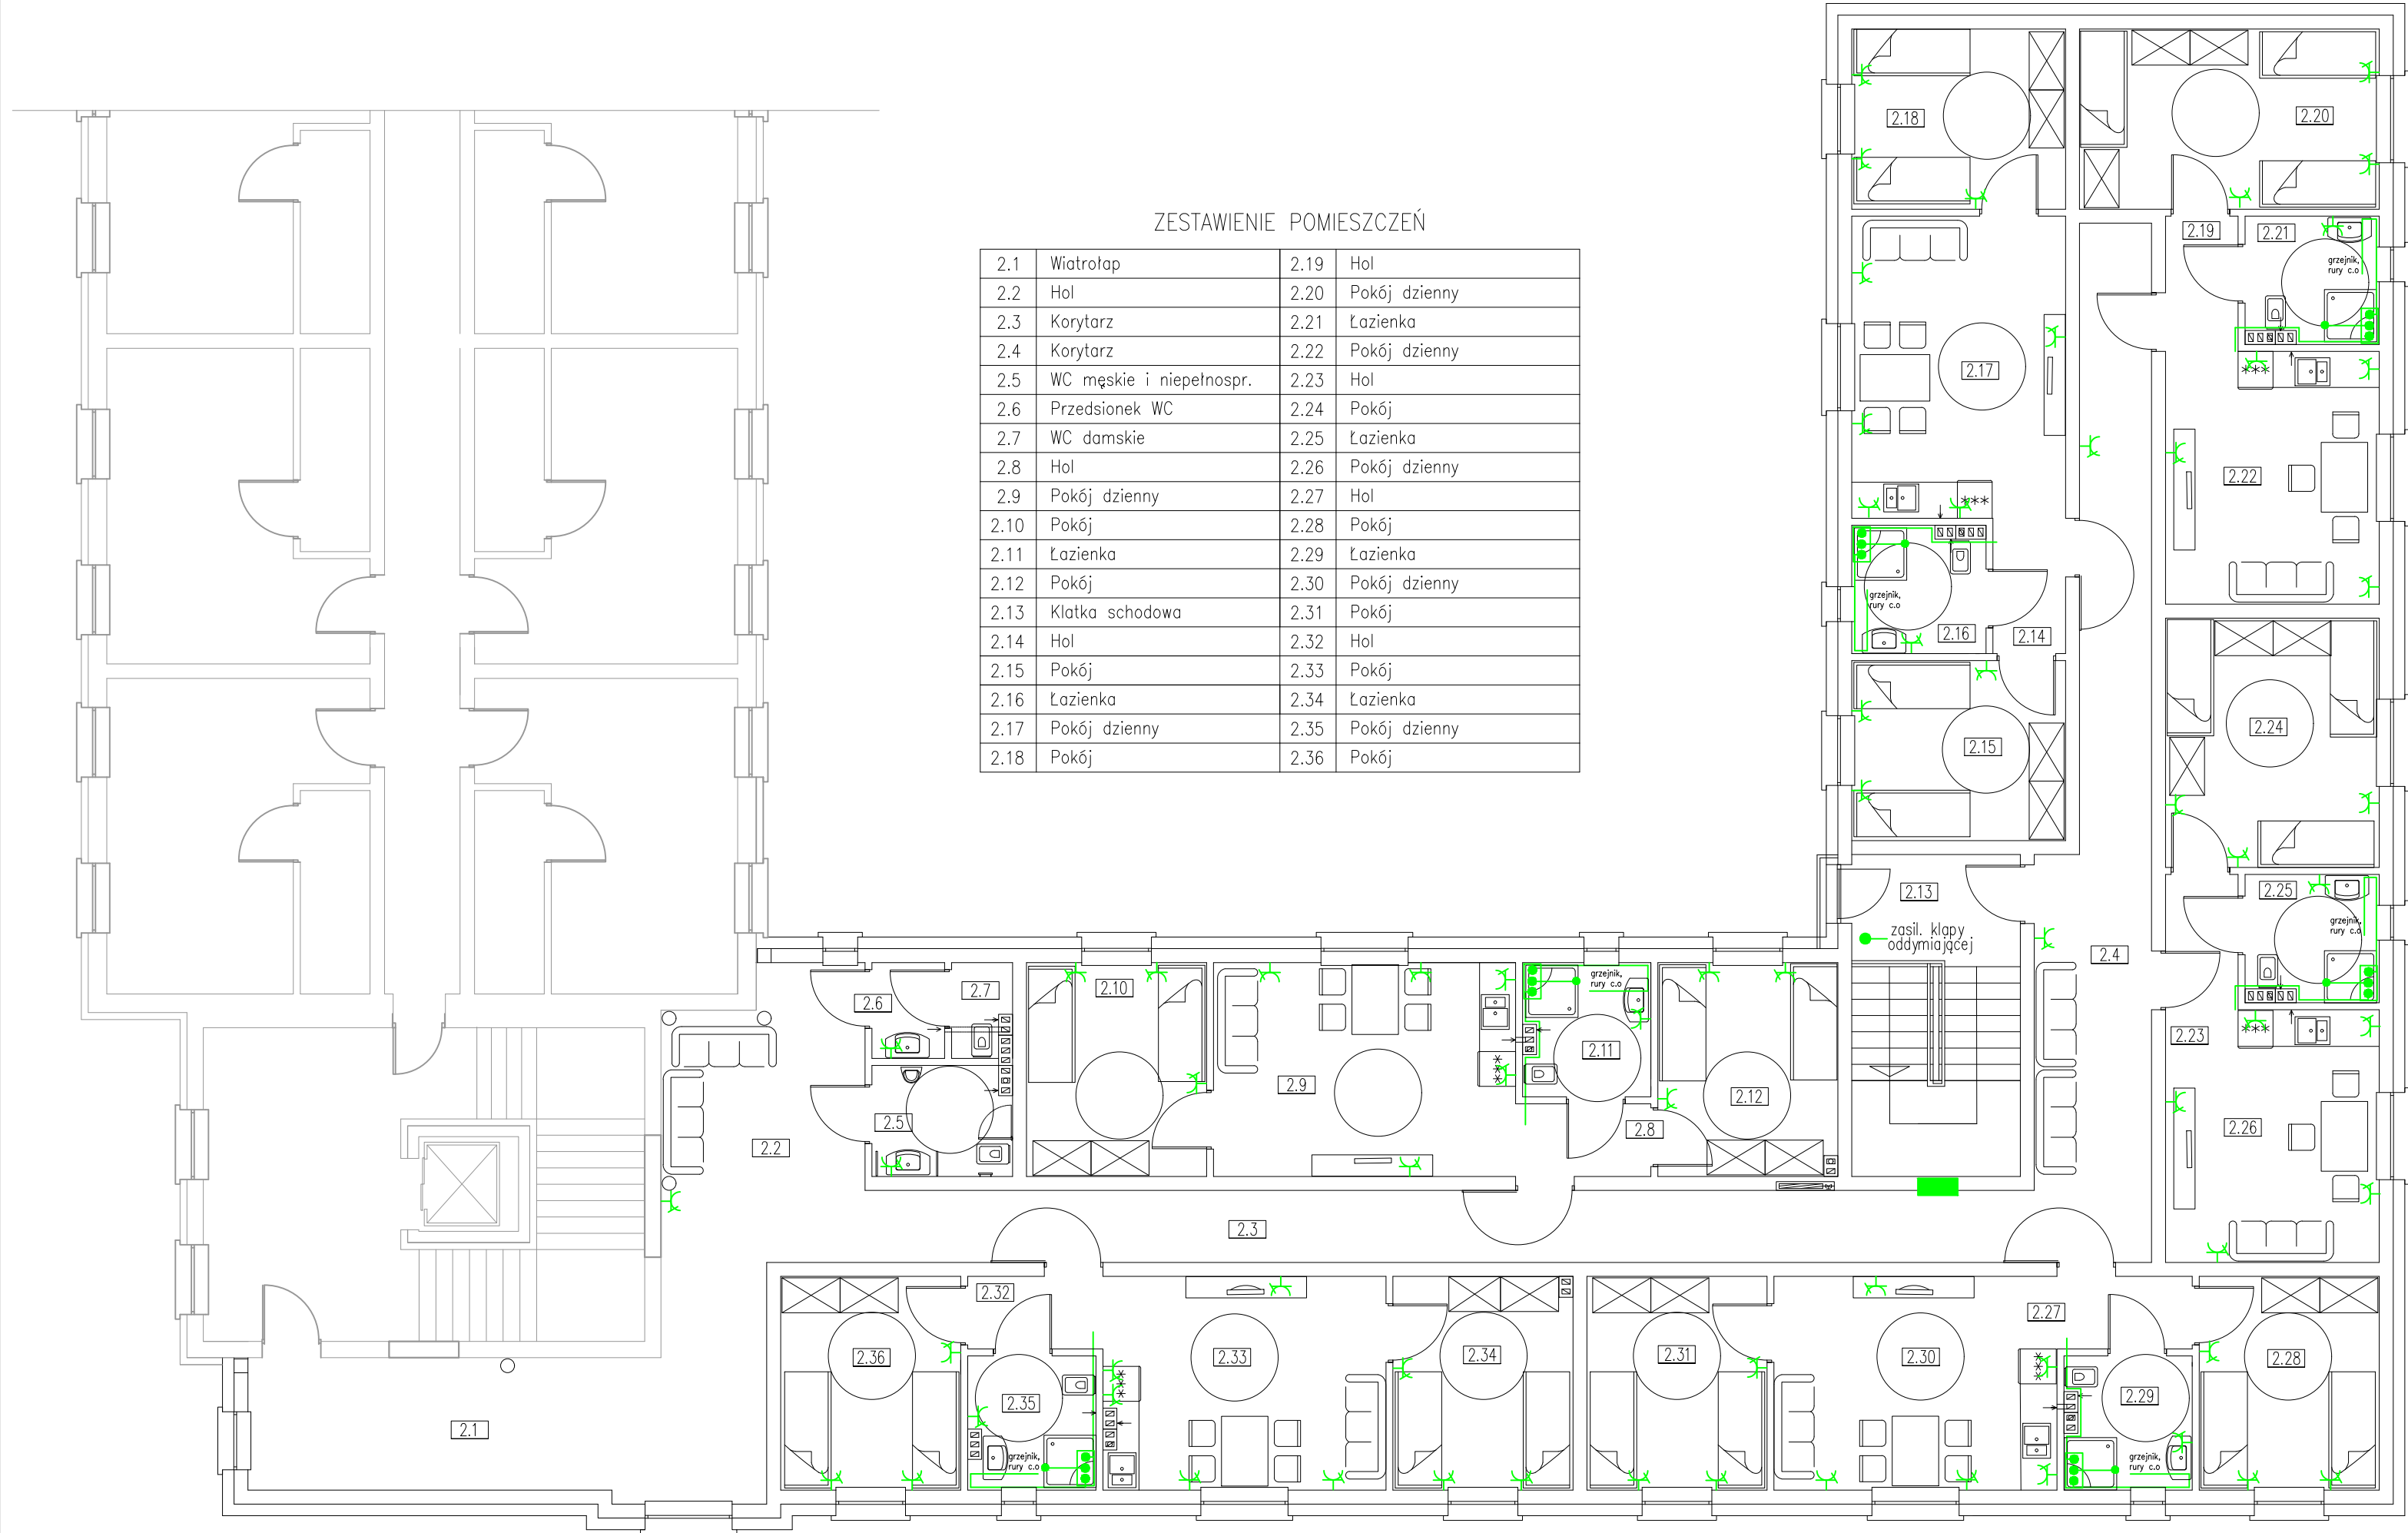 ZESTAWIENIE POMIESZCZEŃ
2.1 Wiatrołap 2.19 Hol
2.2 Hol 2.20 Pokój dzienny
2.3 Korytarz 2.21 Łazienka
2.4 Korytarz 2.22 Pokój dzienny
2.5 WC męskie i niepełnospr. 2.23 Hol
2.6 Przedsionek WC 2.24 Pokój
2.7 WC damskie 2.25 Łazienka
2.8 Hol 2.26 Pokój dzienny
2.9 Pokój dzienny 2.27 Hol
2.10 Pokój 2.28 Pokój
2.11 Łazienka 2.29 Łazienka
2.12 Pokój 2.30 Pokój dzienny
2.13 Klatka schodowa 2.31 Pokój
2.14 Hol 2.32 Hol
2.15 Pokój 2.33 Pokój
2.16 Łazienka 2.34 Łazienka
2.17 Pokój dzienny 2.35 Pokój dzienny
2.18 Pokój 2.36 Pokój
2.18
2.20
2.19
2.21
grzejnik,
rury c.o
2.17
***
2.22
grzejnik,
rury c.o
2.16
2.14
***
2.15
2.24
2.13
2.25
zasil. klapy
oddymiającej
grzejnik,
rury c.o
2.4
2.6
2.7
2.10
grzejnik,
rury c.o
2.11
***
2.9
2.12
2.5
2.8
2.2
***
2.23
2.26
2.3
2.32
2.27
2.36
2.33
2.34
2.31
2.30
2.28
***
***
2.35
2.29
2.1
grzejnik,
rury c.o
grzejnik,
rury c.o